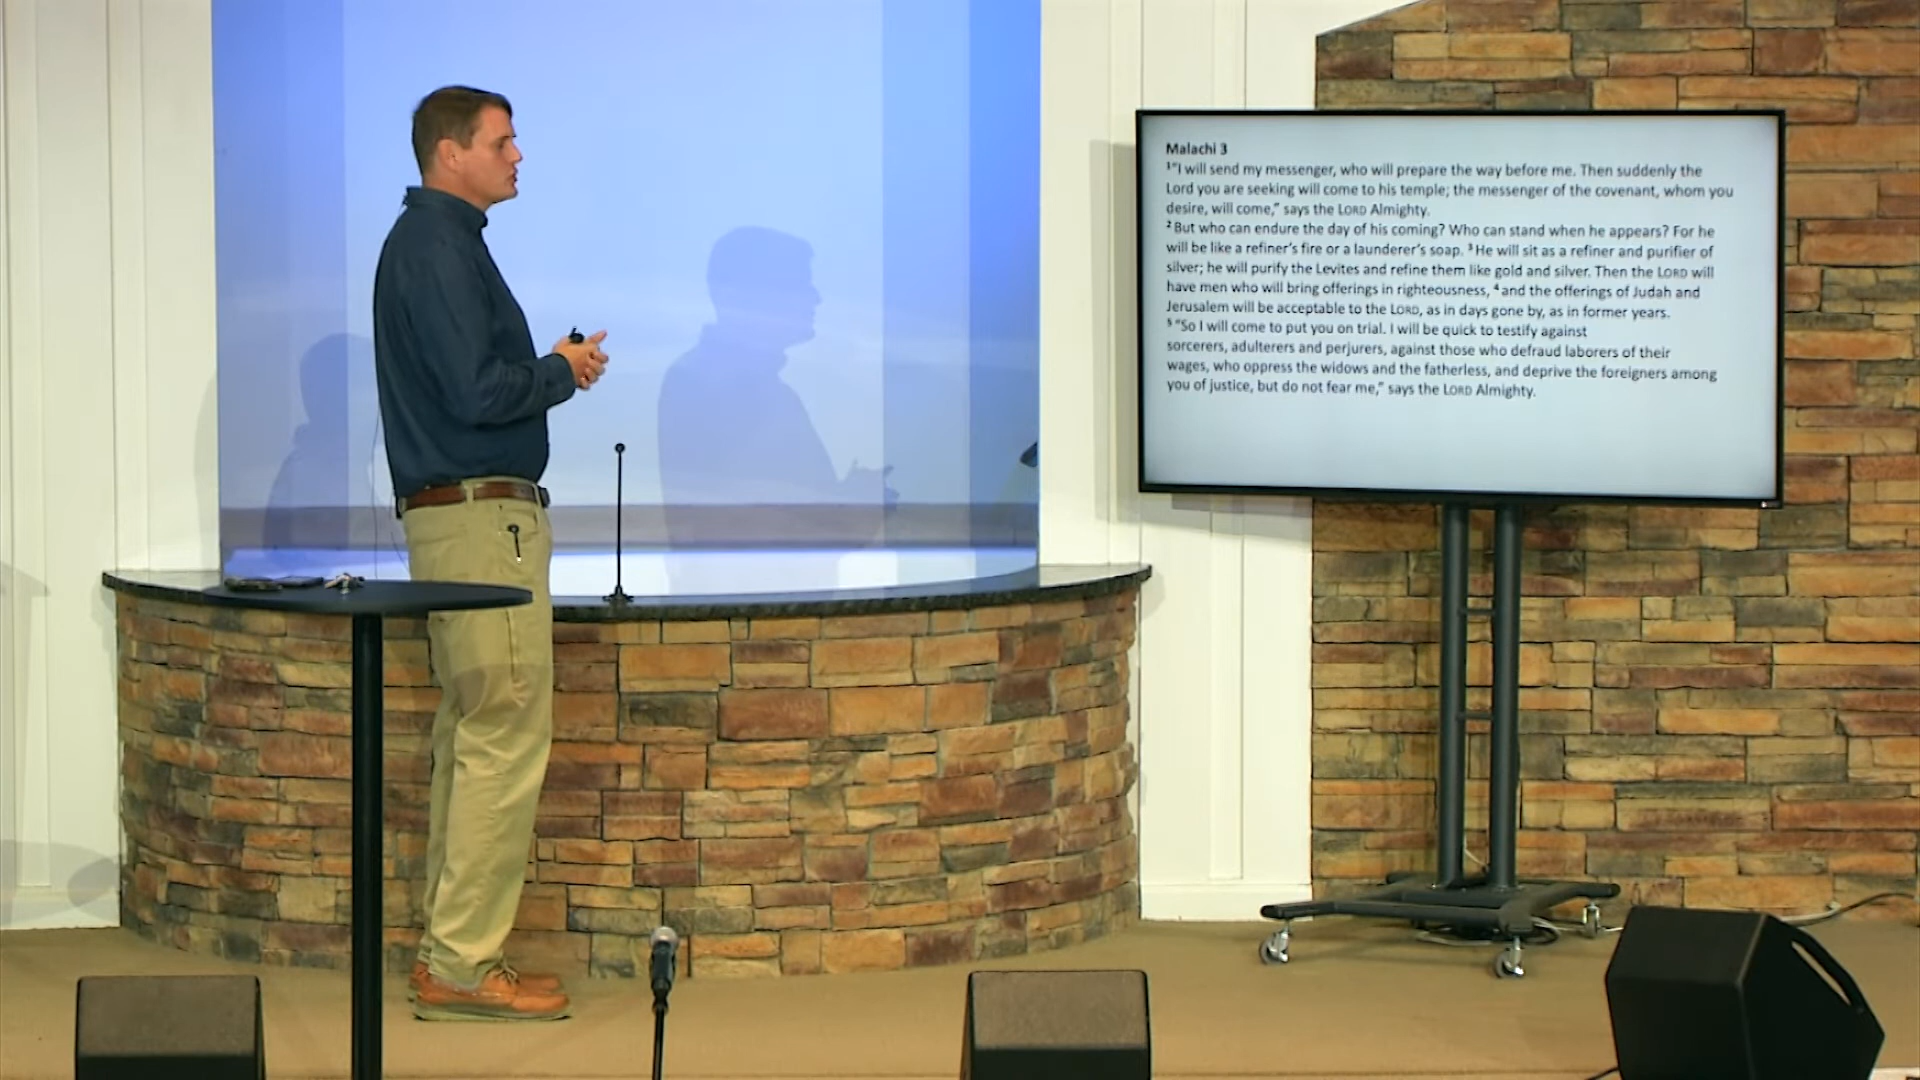 Malachi 3
¹"I will send my messenger, who will prepare the way before me. Then suddenly the
Lord you are seeking will come to his temple; the messenger of the covenant, whom you
desire, will come," says the LORD Almighty.
²But who can endure the day of his coming? Who can stand when he appears? For he
will be like a refiner's fire or a launderer's soap. ³He will sit as a refiner and purifier of
silver; he will purify the Levites and refine them like gold and silver. Then the LORD will
have men who will bring offerings in righteousness, ⁴and the offerings of Judah and
Jerusalem will be acceptable to the LORD, as in days gone by, as in former years.
⁵"So I will come to put you on trial. I will be quick to testify against
sorcerers, adulterers and perjurers, against those who defraud laborers of their
wages, who oppress the widows and the fatherless, and deprive the foreigners among
you of justice, but do not fear me," says the LORD Almighty.